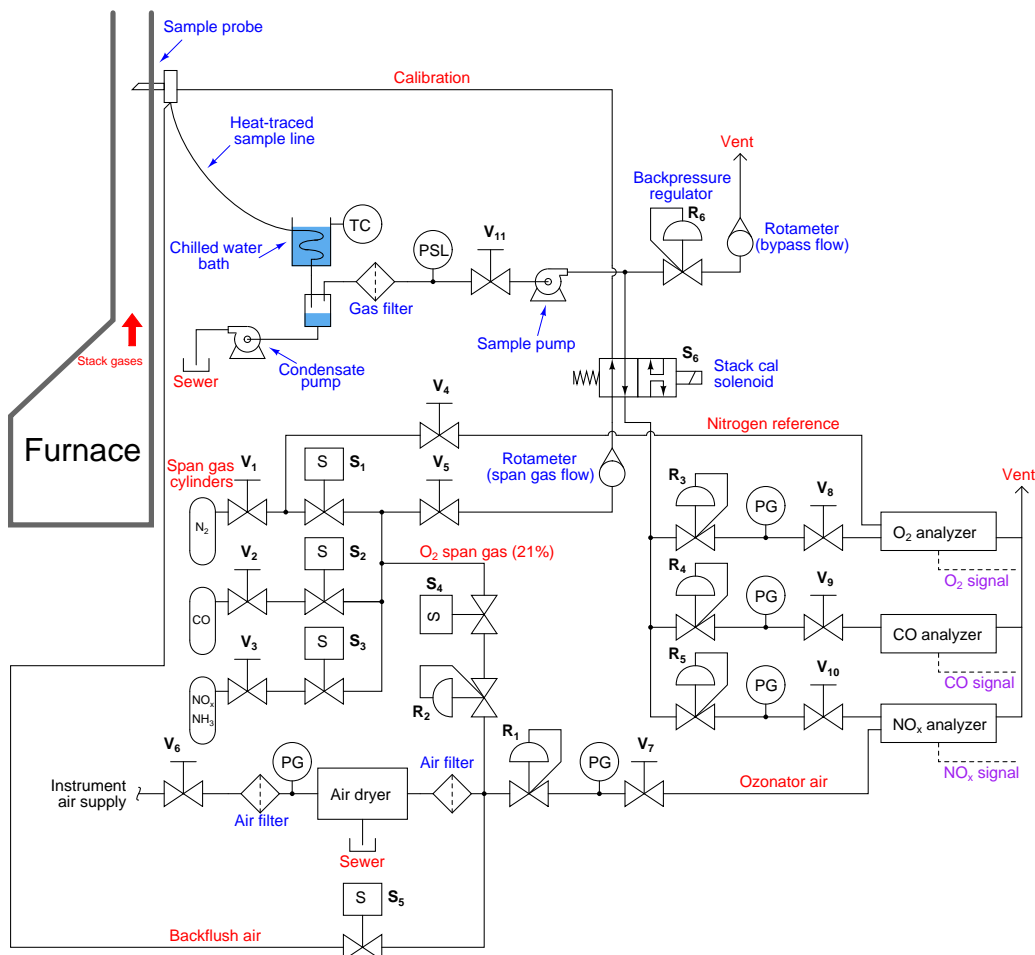 Sample probe
Calibration
Heat-traced
sample line
Vent
Backpressure
regulator
R6
Rotameter
(bypass flow)
TC
Chilled water
bath
PSL
V11
Gas filter
Sample pump
Stack gases
Sewer
Condensate
pump
S6
Stack cal
solenoid
Furnace
V4
Nitrogen reference
Span gas
cylinders
V1
S
S1
V5
Rotameter
(span gas flow)
R3
PG
V8
Vent
N2
O2 analyzer
O2 signal
V2
S
S2
O2 span gas (21%)
S4
S
R4
PG
V9
CO
CO analyzer
CO signal
V3
S
S3
R2
R5
PG
V10
NOx
NH3
NOx analyzer
NOx signal
R1
V6
PG
Air filter
PG
V7
Instrument
air supply
Air dryer
Ozonator air
Air filter
Sewer
S
S5
Backflush air